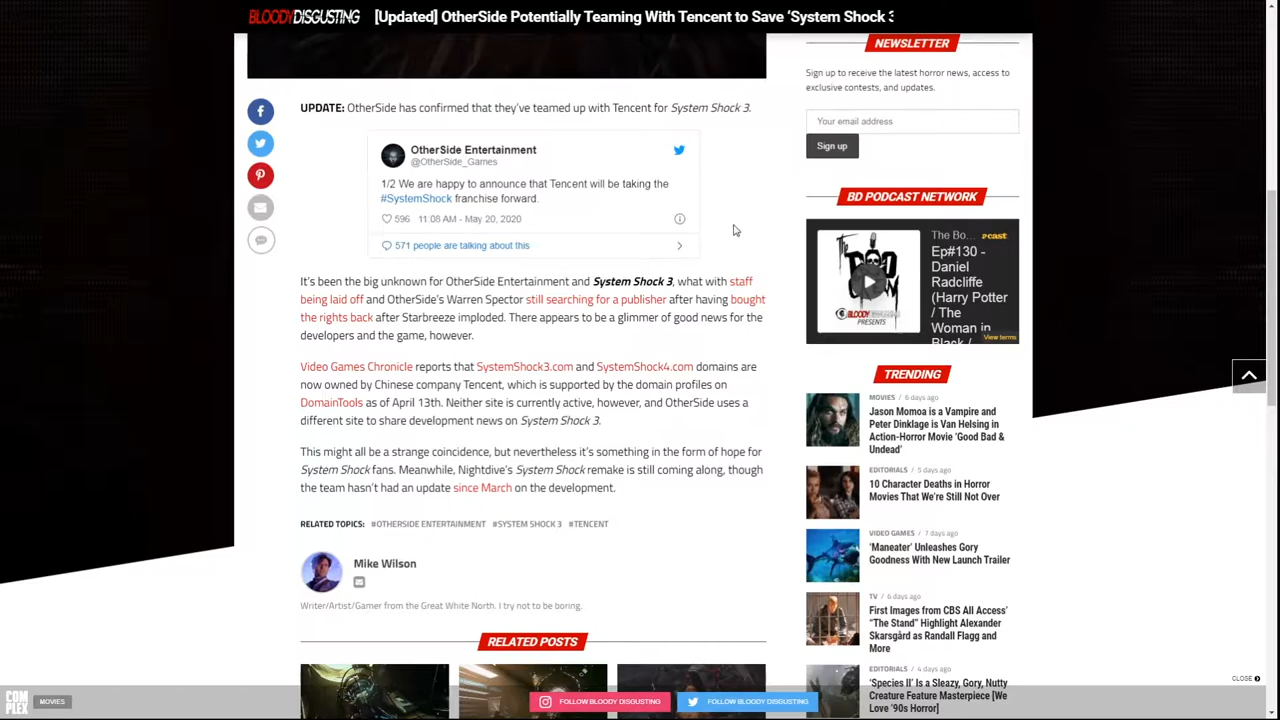 BLOODY DISGUSTING
[Updated] OtherSide Potentially Teaming With Tencent to Save 'System Shock 3
UPDATE: OtherSide has confirmed that they've teamed up with Tencent for System Shock 3.
OtherSide Entertainment
@OtherSide_Games
1/2 We are happy to announce that Tencent will be taking the
#SystemShock franchise forward.
596 11:08 AM - May 20, 2020
571 people are talking about this
It's been the big unknown for OtherSide Entertainment and System Shock 3, what with staff
being laid off and OtherSide's Warren Spector still searching for a publisher after having bought
the rights back after Starbreeze imploded. There appears to be a glimmer of good news for the
developers and the game, however.
Video Games Chronicle reports that SystemShock3.com and SystemShock4.com domains are
now owned by Chinese company Tencent, which is supported by the domain profiles on
DomainTools as of April 13th. Neither site is currently active, however, and OtherSide uses a
different site to share development news on System Shock 3.
This might all be a strange coincidence, but nevertheless it's something in the form of hope for
System Shock fans. Meanwhile, Nightdive's System Shock remake is still coming along, though
the team hasn't had an update since March on the development.
RELATED TOPICS: #OTHERSIDE ENTERTAINMENT #SYSTEM SHOCK 3 #TENCENT
Mike Wilson
Writer/Artist/Gamer from the Great White North. I try not to be boring.
RELATED POSTS
NEWSLETTER
Sign up to receive the latest horror news, access to
exclusive contests, and updates.
Your email address
Sign up
BD PODCAST NETWORK
The Boo Crew
BLOODY DISGUSTING
PRESENTS
The Bo...
Ep#130 -
Daniel
Radcliffe
(Harry Potter
/ The
Woman in
Black /
View terms
TRENDING
MOVIES / 6 days ago
Jason Momoa is a Vampire and
Peter Dinklage is Van Helsing in
Action-Horror Movie 'Good Bad &
Undead'
EDITORIALS / 5 days ago
10 Character Deaths in Horror
Movies That We're Still Not Over
VIDEO GAMES / 7 days ago
'Maneater' Unleashes Gory
Goodness With New Launch Trailer
TV / 6 days ago
First Images from CBS All Access'
"The Stand" Highlight Alexander
Skarsgård as Randall Flagg and
More
EDITORIALS / 4 days ago
'Species II' Is a Sleazy, Gory, Nutty
Creature Feature Masterpiece [We
Love '90s Horror]
CLOSE
COMPLEX
MOVIES
FOLLOW BLOODY DISGUSTING
FOLLOW BLOODY DISGUSTING